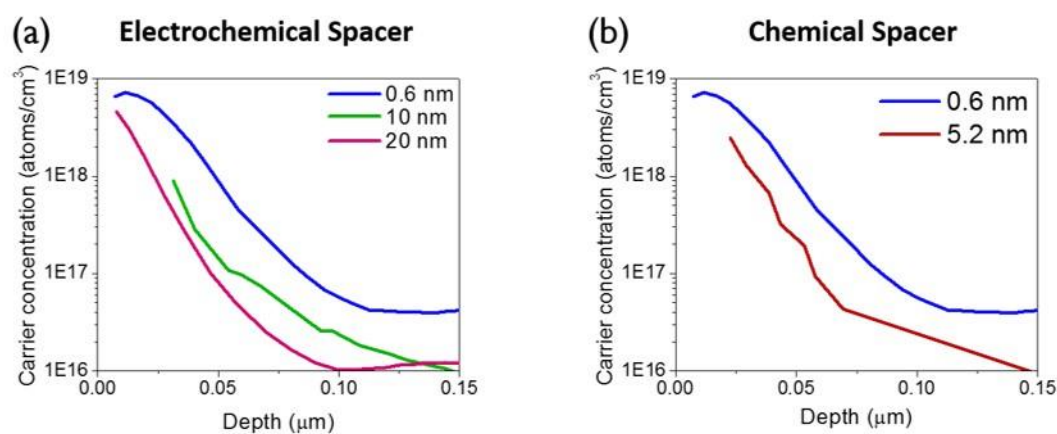 (a) Electrochemical Spacer
Carrier concentration (atoms/cm³)
1E19
1E18
1E17
1E16
0.6 nm
10 nm
20 nm
0.00 0.05 0.10 0.15
Depth (μm)
(b) Chemical Spacer
Carrier concentration (atoms/cm³)
1E19
1E18
1E17
1E16
0.6 nm
5.2 nm
0.00 0.05 0.10 0.15
Depth (μm)